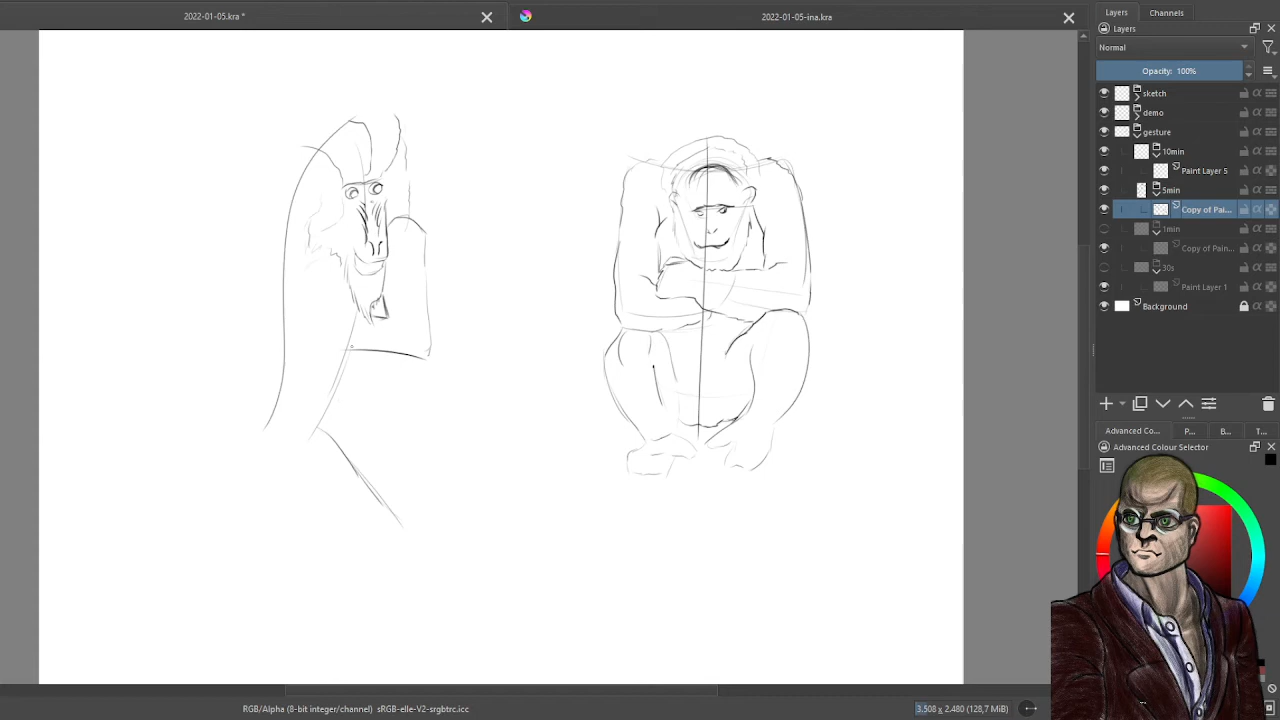 2022-01-05.kra *
2022-01-05-ina.kra
Layers
Channels
Layers
Normal
Opacity: 100%
sketch
demo
gesture
10min
Paint Layer 5
5min
Copy of Pai...
1min
Copy of Pain...
30s
Paint Layer 1
Background
Advanced Co...
P...
B...
T...
Advanced Colour Selector
RGB/Alpha (8-bit integer/channel) sRGB-elle-V2-srgbtrc.icc
3.508 x 2.480 (128,7 MiB)